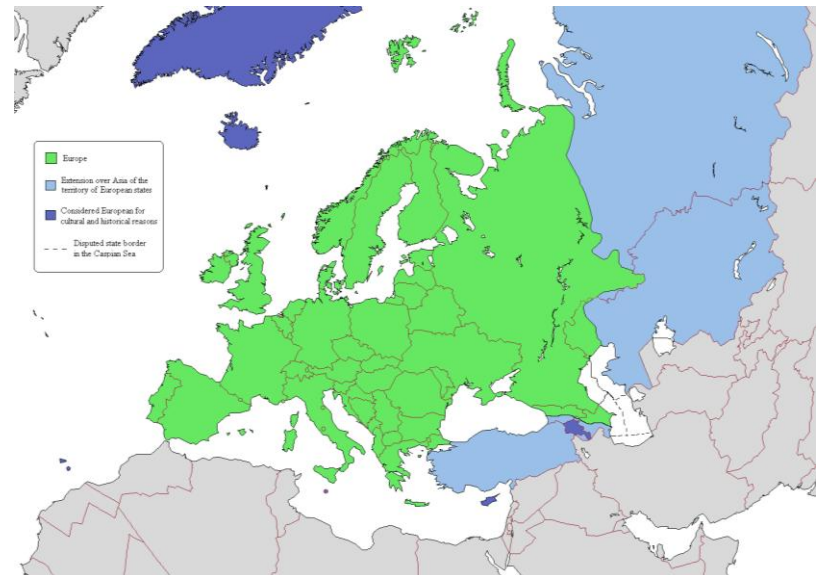 Europe
Extension over Asia of the
territory of European states
Considered European for
cultural and historical reasons
Disputed state border
in the Caspian Sea